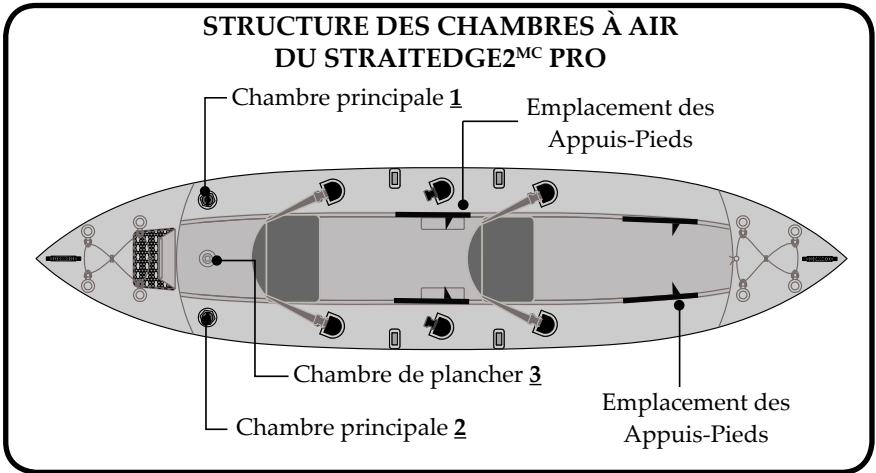 STRUCTURE DES CHAMBRES À AIR
DU STRAITEDGE2ᴹᶜ PRO
Chambre principale 1
Emplacement des
Appuis-Pieds
Chambre de plancher 3
Chambre principale 2
Emplacement des
Appuis-Pieds